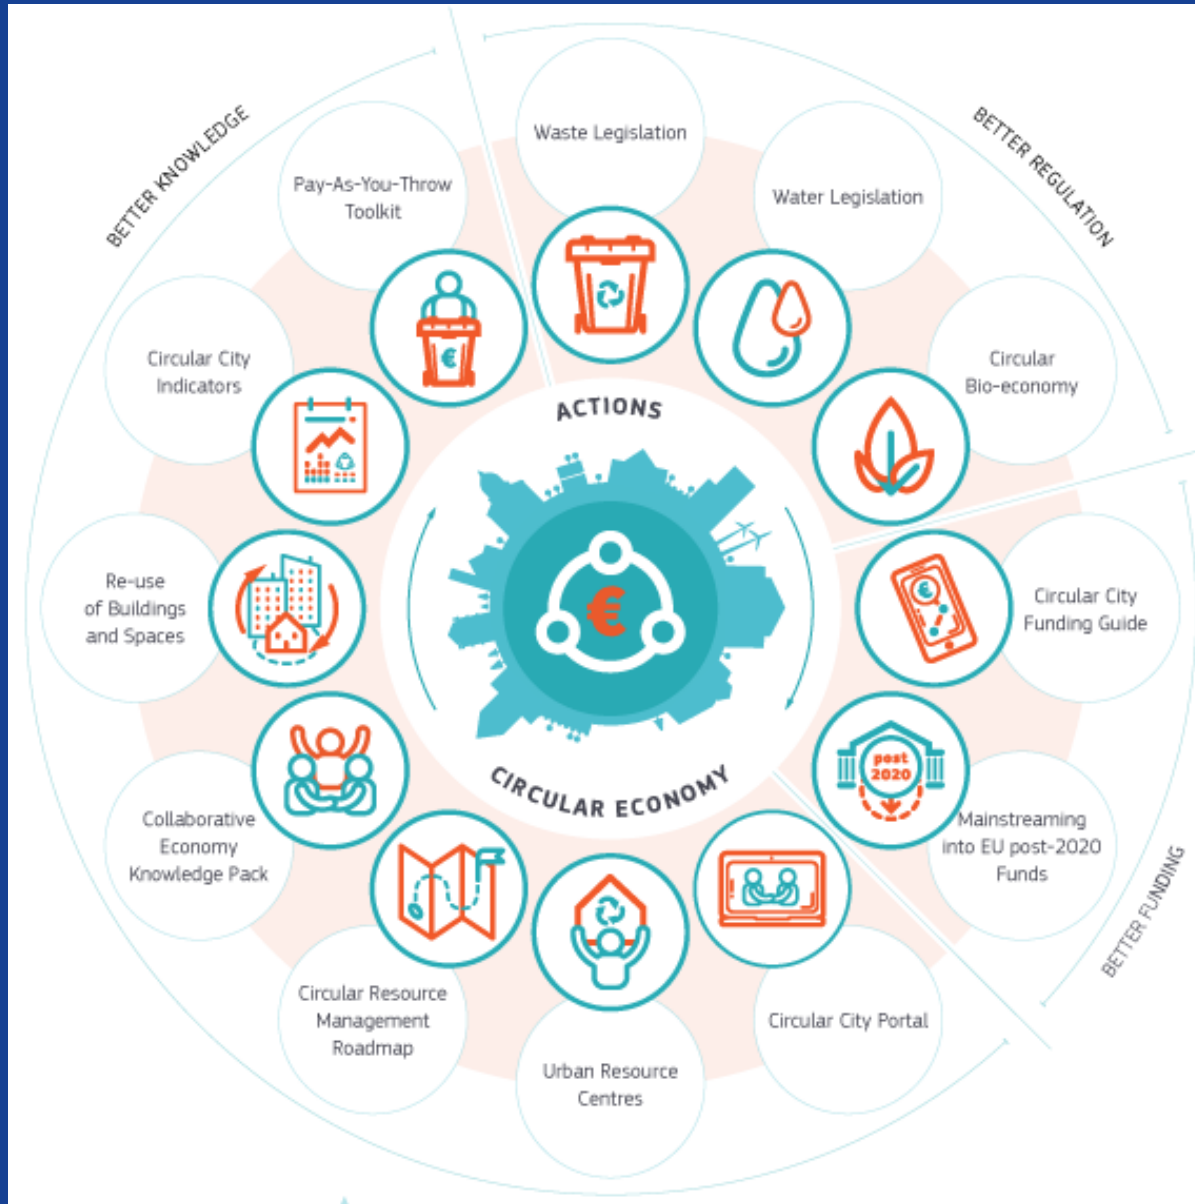 BETTER KNOWLEDGE
BETTER REGULATION
BETTER FUNDING
Waste Legislation
Water Legislation
Circular
Bio-economy
Circular City
Funding Guide
Mainstreaming
into EU post-2020
Funds
Circular City Portal
Urban Resource
Centres
Circular Resource
Management
Roadmap
Collaborative
Economy
Knowledge Pack
Re-use
of Buildings
and Spaces
Circular City
Indicators
Pay-As-You-Throw
Toolkit
€
€
post
2020
ACTIONS
€
CIRCULAR ECONOMY